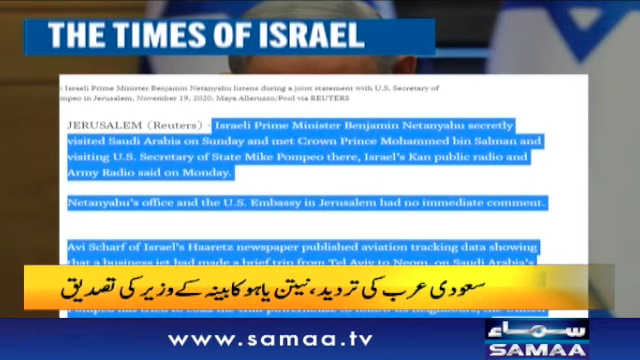 THE TIMES OF ISRAEL
: Israeli Prime Minister Benjamin Netanyahu listens during a joint statement with U.S. Secretary of
mpeo in Jerusalem, November 19, 2020. Maya Alleruzzo/Pool via REUTERS
JERUSALEM (Reuters) - Israeli Prime Minister Benjamin Netanyahu secretly
visited Saudi Arabia on Sunday and met Crown Prince Mohammed bin Salman and
visiting U.S. Secretary of State Mike Pompeo there, Israel's Kan public radio and
Army Radio said on Monday.
Netanyahu's office and the U.S. Embassy in Jerusalem had no immediate comment.
Avi Scharf of Israel's Haaretz newspaper published aviation tracking data showing
that a business jet had made a brief trip from Tel Aviv to Neom, on Saudi Arabia's
سعودی عرب کی تردید، نیتن یاہو کابینہ کے وزیر کی تصدیق
www.samaa.tv
سماء
SAMAA